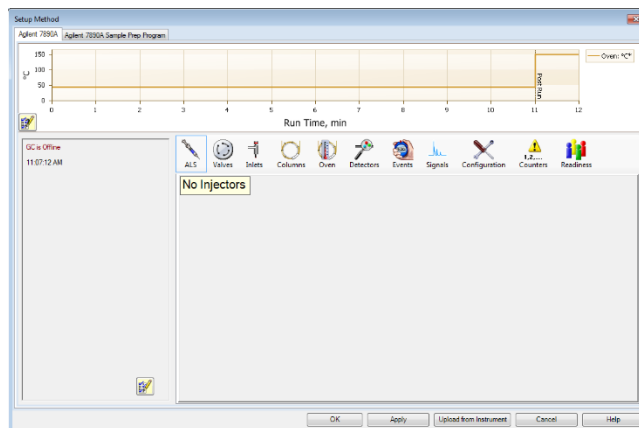 Setup Method
Agilent 7890A
Agilent 7890A Sample Prep Program
150
100
50
0
°C
0 1 2 3 4 5 6 7 8 9 10 11 12
Run Time, min
Post Run
Oven: °C*
GC is Offline
11:07:12 AM
ALS Valves Inlets Columns Oven Detectors Events Signals Configuration Counters Readiness
1,2,...
No Injectors
OK Apply Upload from Instrument Cancel Help